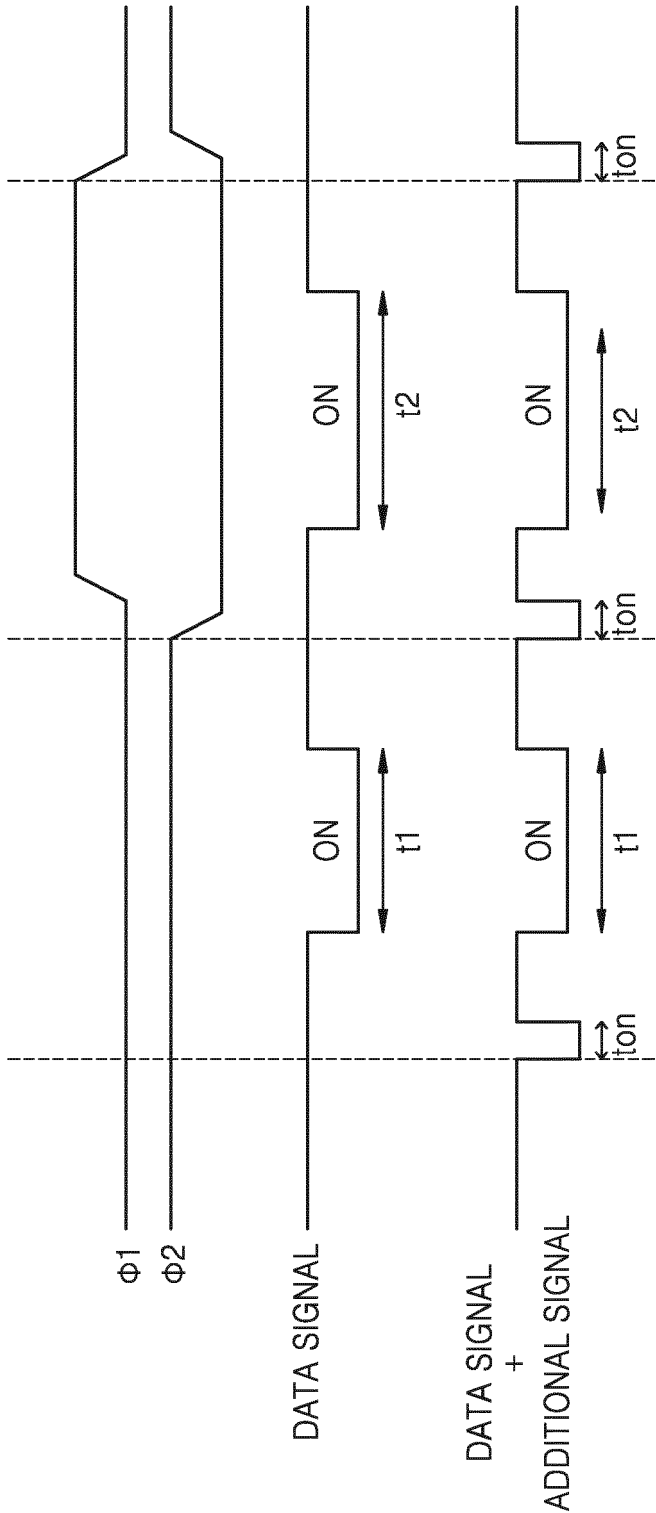 Φ1
Φ2
DATA SIGNAL
ON
ON
t1
t2
DATA SIGNAL
+
ADDITIONAL SIGNAL
ON
ON
ton
t1
ton
t2
ton